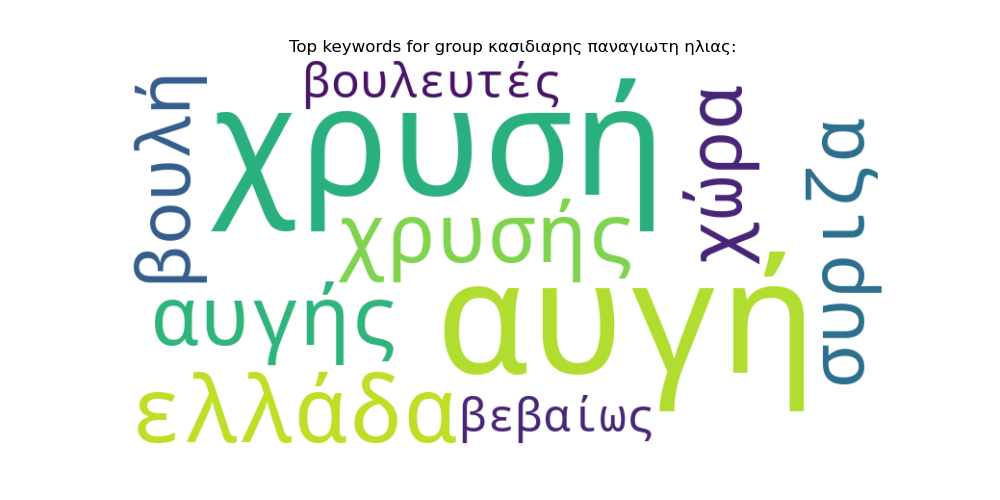 Top keywords for group κασιδιαρης παναγιωτη ηλιας:
βουλευτές
βουλή
χρυσή
χώρα
συριζα
χρυσής
αυγής
αυγή
ελλάδα
βεβαίως